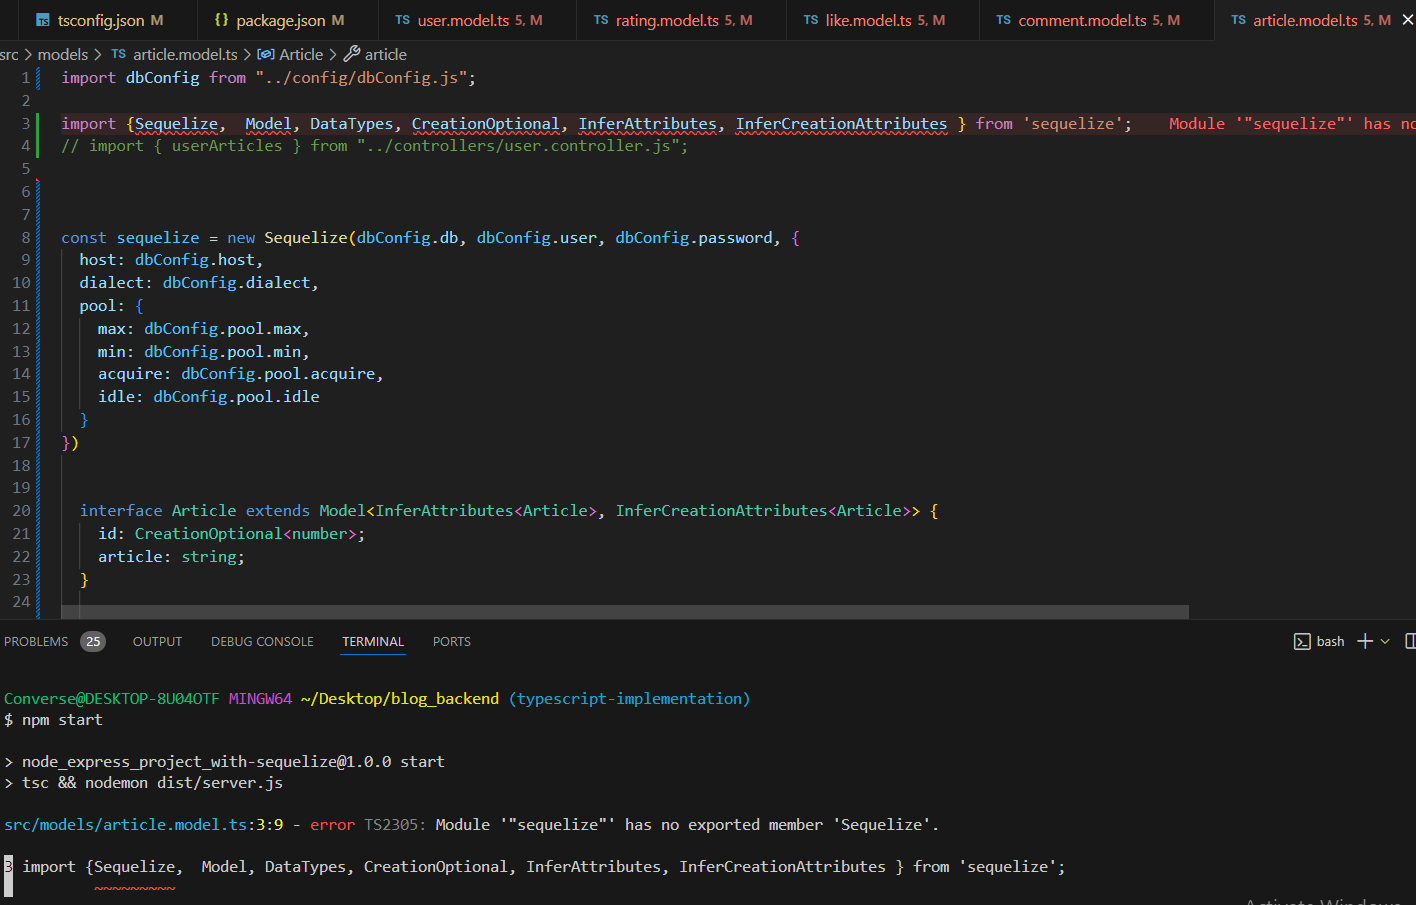 tsconfig.json M
{} package.json M
TS user.model.ts 5, M
TS rating.model.ts 5, M
TS like.model.ts 5, M
TS comment.model.ts 5, M
TS article.model.ts 5, M
src > models > TS article.model.ts > Article > article
1 import dbConfig from "../config/dbConfig.js";
2
3 import {Sequelize,  Model, DataTypes, CreationOptional, InferAttributes, InferCreationAttributes } from 'sequelize';    Module '"sequelize"' has no
4 // import { userArticles } from "../controllers/user.controller.js";
5
6
7
8 const sequelize = new Sequelize(dbConfig.db, dbConfig.user, dbConfig.password, {
9   host: dbConfig.host,
10   dialect: dbConfig.dialect,
11   pool: {
12     max: dbConfig.pool.max,
13     min: dbConfig.pool.min,
14     acquire: dbConfig.pool.acquire,
15     idle: dbConfig.pool.idle
16   }
17 })
18
19
20   interface Article extends Model<InferAttributes<Article>, InferCreationAttributes<Article>> {
21     id: CreationOptional<number>;
22     article: string;
23   }
24
PROBLEMS 25 OUTPUT DEBUG CONSOLE TERMINAL PORTS bash
Converse@DESKTOP-8U04OTF MINGW64 ~/Desktop/blog_backend (typescript-implementation)
$ npm start
> node_express_project_with-sequelize@1.0.0 start
> tsc && nodemon dist/server.js
src/models/article.model.ts:3:9 - error TS2305: Module '"sequelize"' has no exported member 'Sequelize'.
3 import {Sequelize,  Model, DataTypes, CreationOptional, InferAttributes, InferCreationAttributes } from 'sequelize';
~~~~~~~~~